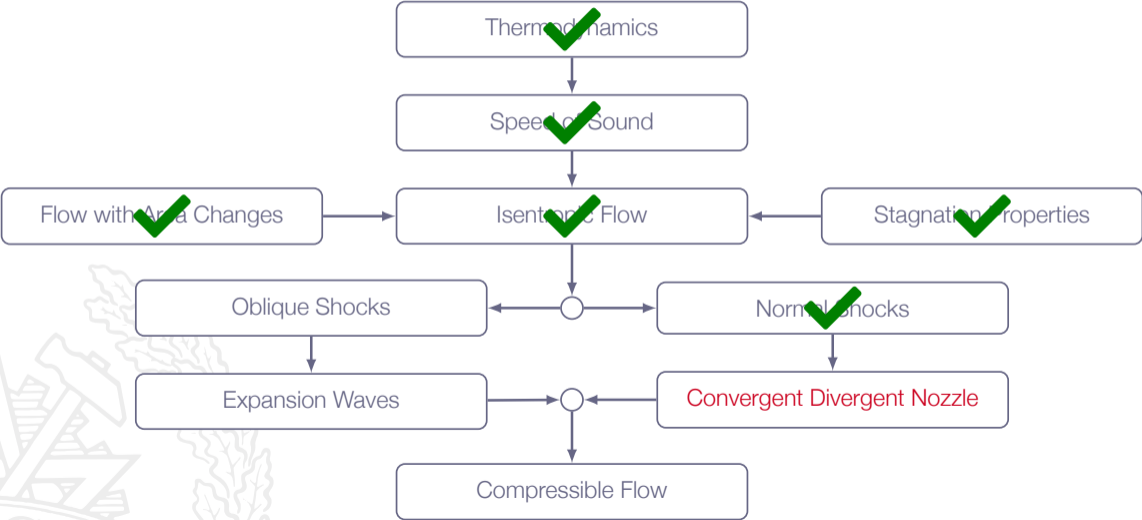 Thermodynamics
Speed of Sound
Flow with Area Changes
Isentropic Flow
Stagnation Properties
Oblique Shocks
Normal Shocks
Expansion Waves
Convergent Divergent Nozzle
Compressible Flow